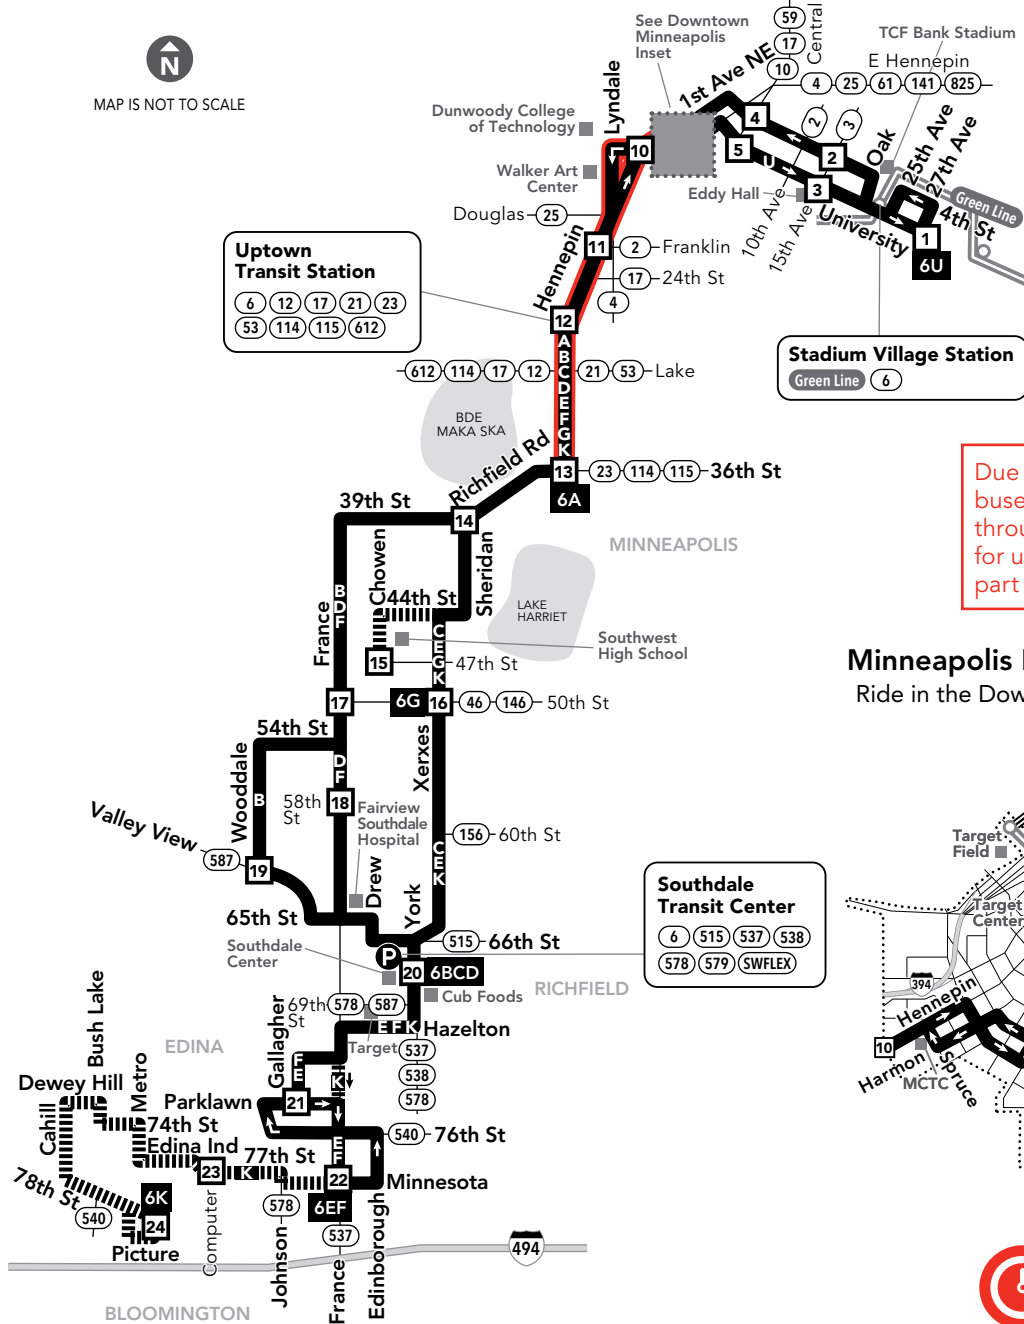 N
MAP IS NOT TO SCALE
See Downtown
Minneapolis
Inset
59
17
10
Central
TCF Bank Stadium
E Hennepin
4 25 61 141 825
1st Ave NE
Lyndale
Dunwoody College
of Technology
Walker Art
Center
10
4
5
2
3
2
3
U
Oak
25th Ave
27th Ave
Green Line
4th St
1
6U
Eddy Hall
University
10th Ave
15th Ave
Douglas 25
11
2 Franklin
17 24th St
4
Hennepin
12
Uptown
Transit Station
6 12 17 21 23
53 114 115 612
Stadium Village Station
Green Line 6
A
B
C
D
E
F
G
K
612 114 17 12 21 53 Lake
BDE
MAKA SKA
Richfield Rd
13
23 114 115 36th St
6A
14
39th St
MINNEAPOLIS
Due
buse
throu
for u
part
Chowen
44th St
Sheridan
LAKE
HARRIET
France
B
D
F
C
E
G
K
Southwest
High School
15
47th St
17
6G 16 46 146 50th St
Minneapolis
Ride in the Dow
54th St
Wooddale
B
D
F
18
58th
St
Xerxes
Fairview
Southdale
Hospital
Valley View
587
19
156 60th St
C
E
K
Drew
York
65th St
515 66th St
Southdale
Center
P
20 6BCD
Southdale
Transit Center
6 515 537 538
578 579 SWFLEX
Cub Foods
RICHFIELD
69th
St
578 587
E F K Hazelton
Target
537
538
578
Gallagher
F
E
K
EDINA
Bush Lake
Metro
Dewey Hill
Cahill
Parklawn
21
74th St
540 76th St
Edina Ind
77th St
E
F
23
K
22
Minnesota
78th St
540
6K
24
Picture
Computer
578
Johnson
6EF
537
France
Edinborough
494
BLOOMINGTON
Target
Field
Target
Center
394
Hennepin
10
Harmon
MCTC
Spruce